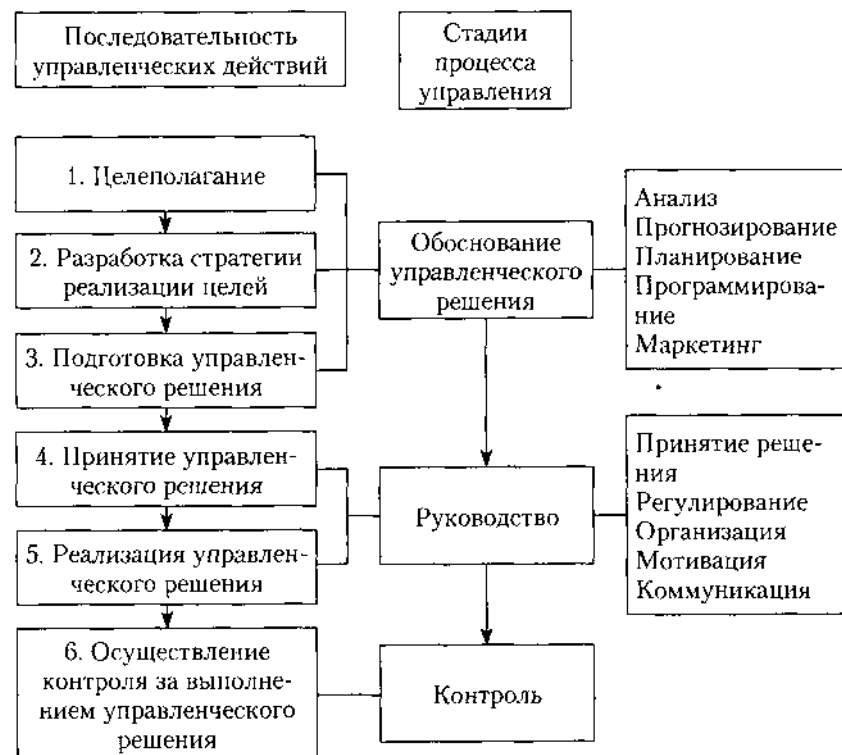 Последовательность
управленческих действий
Стадии
процесса
управления
1. Целеполагание
2. Разработка стратегии
реализации целей
3. Подготовка управлен-
ческого решения
4. Принятие управлен-
ческого решения
5. Реализация управлен-
ческого решения
6. Осуществление
контроля за выполне-
нием управленческого
решения
Обоснование
управленческого
решения
Руководство
Контроль
Анализ
Прогнозирование
Планирование
Программирова-
ние
Маркетинг
Принятие реше-
ния
Регулирование
Организация
Мотивация
Коммуникация